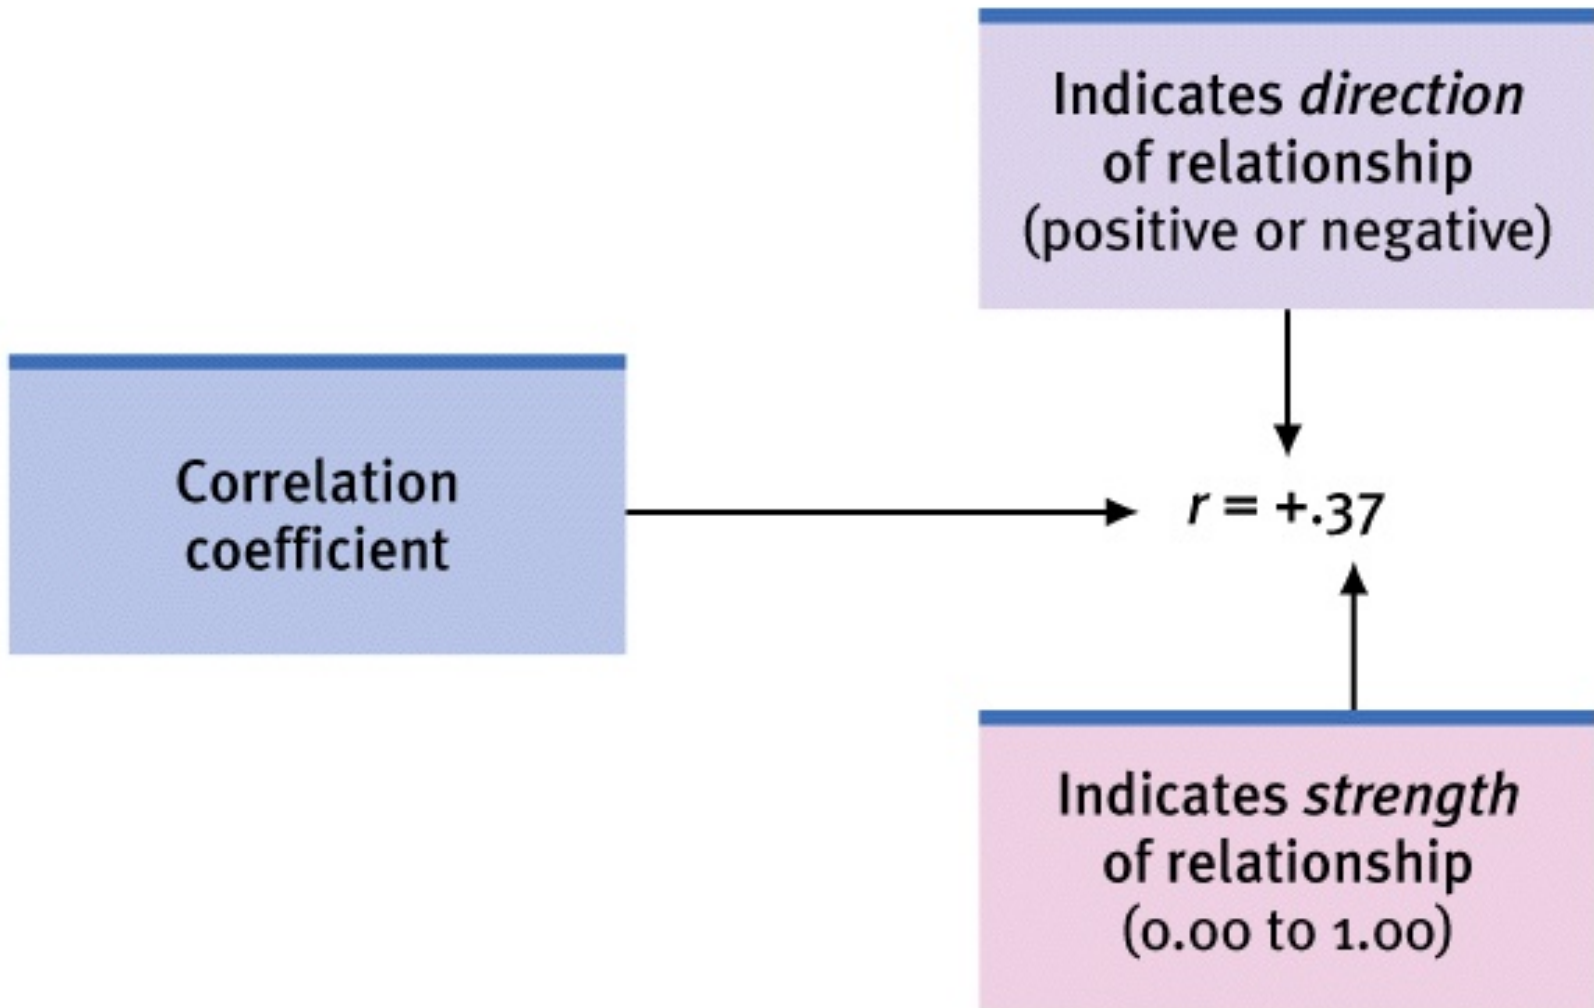 Indicates direction
of relationship
(positive or negative)
Correlation
coefficient
r = +.37
Indicates strength
of relationship
(0.00 to 1.00)